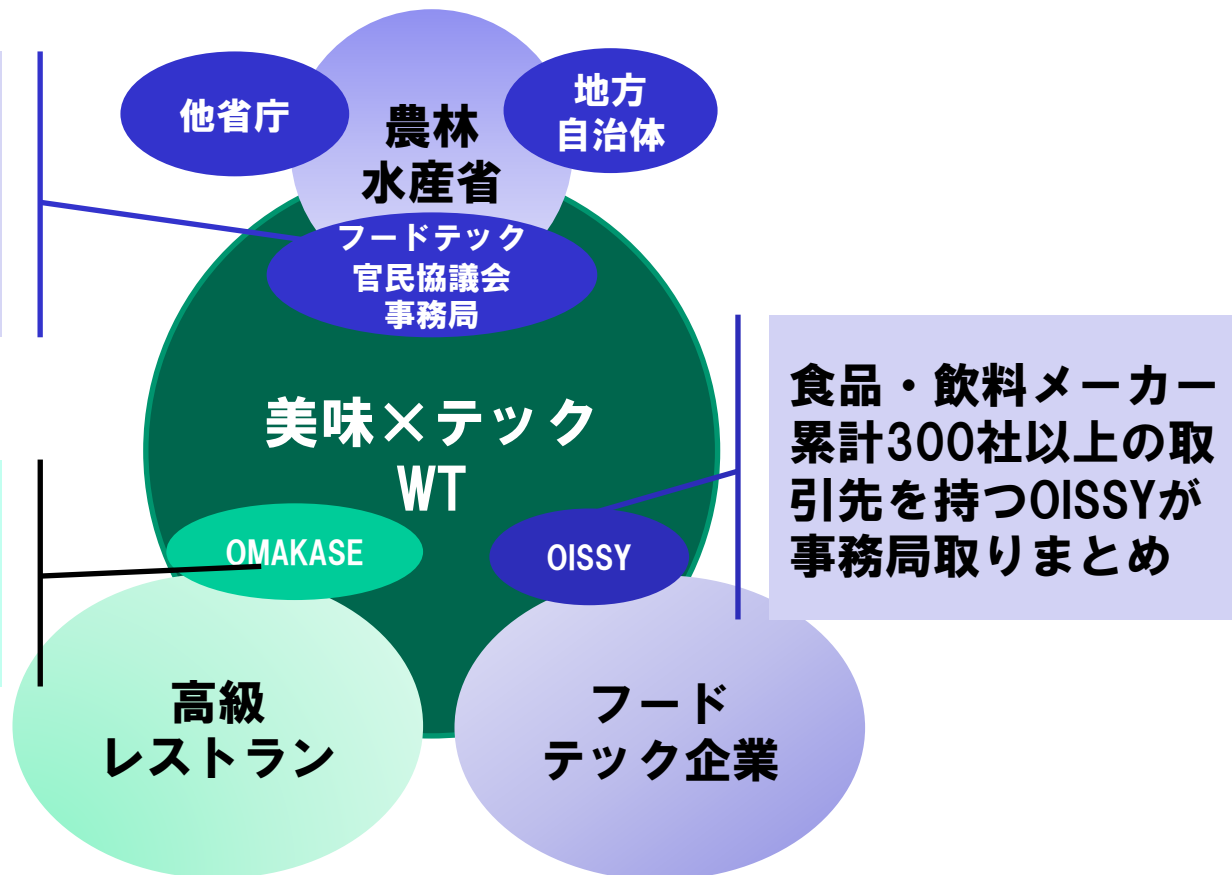 他省庁
地方
自治体
農林
水産省
フードテック
官民協議会
事務局
美味×テック
WT
OMAKASE
OISSY
食品・飲料メーカー
累計300社以上の取
引先を持つOISSYが
事務局取りまとめ
高級
レストラン
フード
テック企業